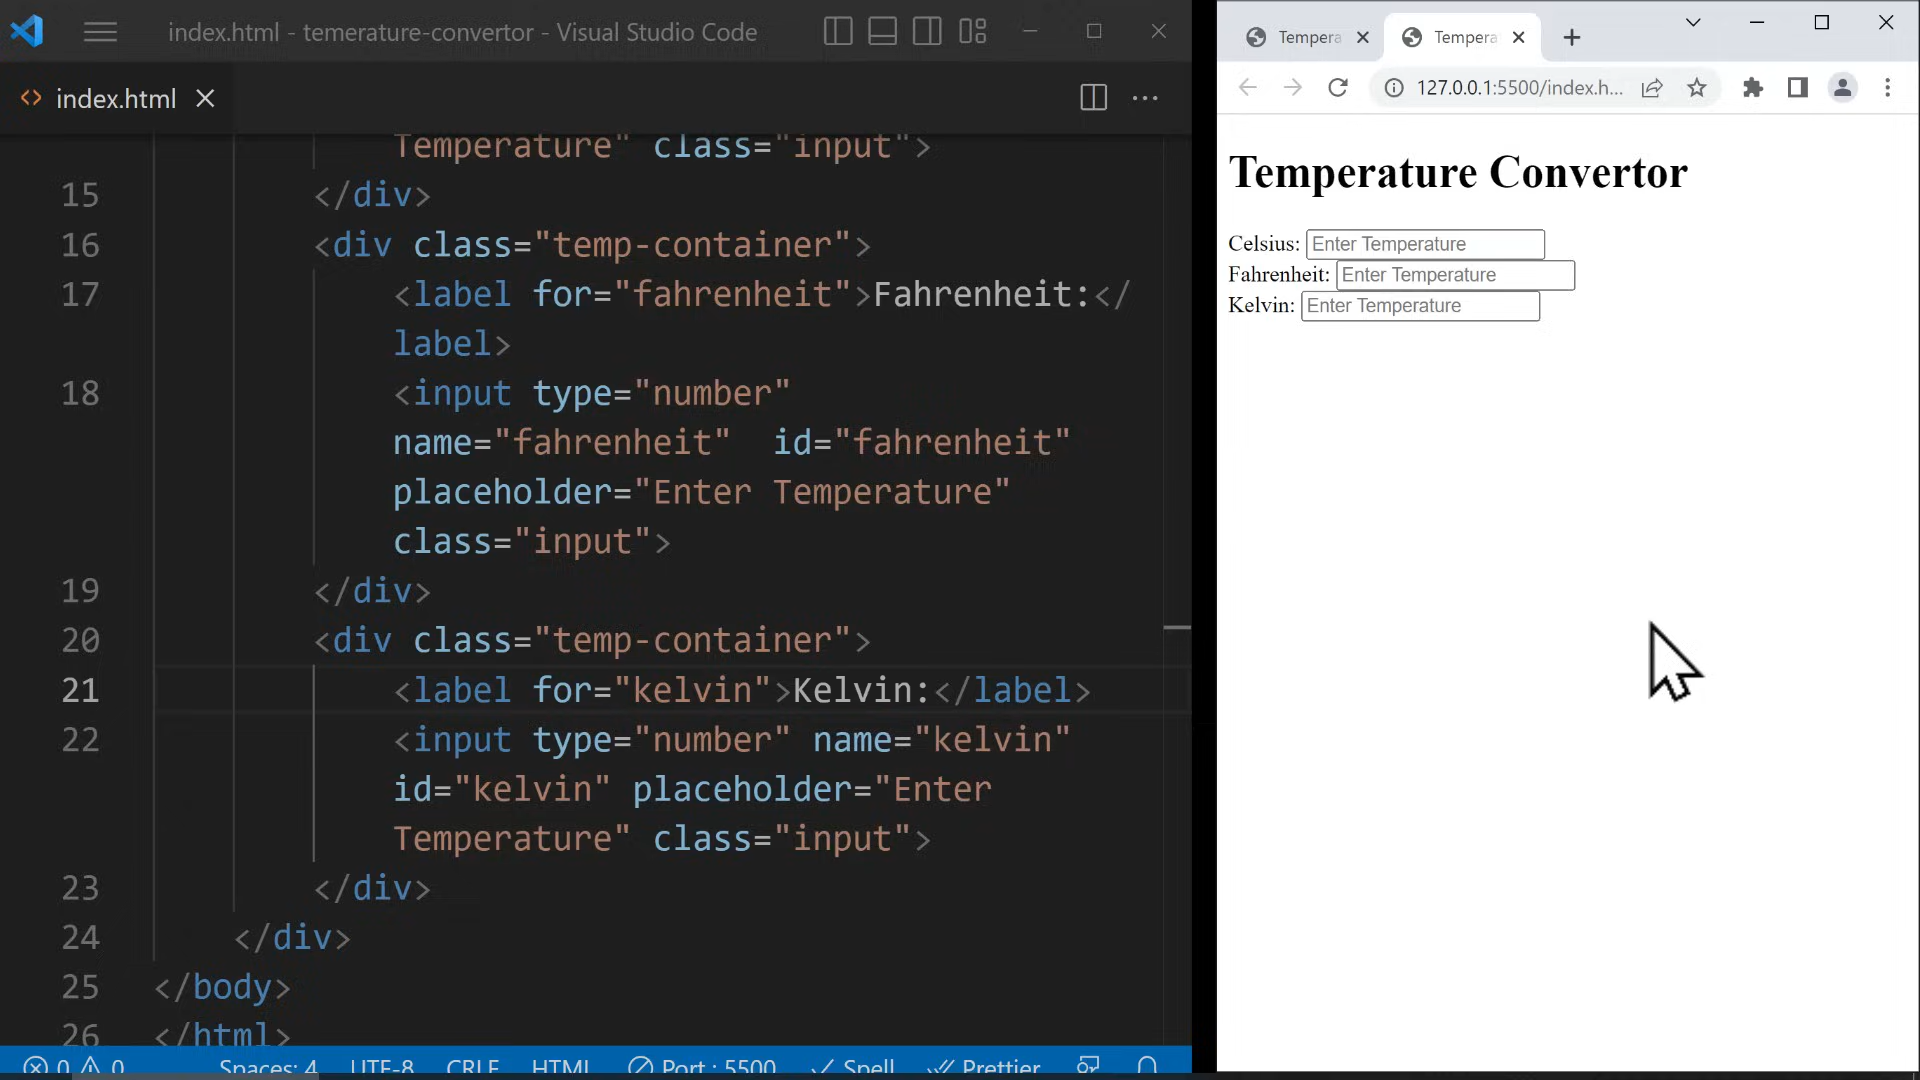 index.html - temerature-convertor - Visual Studio Code
index.html
Temperature" class="input">
15 </div>
16 <div class="temp-container">
17 <label for="fahrenheit">Fahrenheit:</
label>
18 <input type="number"
name="fahrenheit"  id="fahrenheit"
placeholder="Enter Temperature"
class="input">
19 </div>
20 <div class="temp-container">
21 <label for="kelvin">Kelvin:</label>
22 <input type="number" name="kelvin"
id="kelvin" placeholder="Enter
Temperature" class="input">
23 </div>
24 </div>
25 </body>
26 </html>
0 0 Spaces: 4 UTF-8 CRLF HTML Port : 5500 Spell Prettier
Tempera Tempera
127.0.0.1:5500/index.h...
Temperature Convertor
Celsius: Enter Temperature
Fahrenheit: Enter Temperature
Kelvin: Enter Temperature